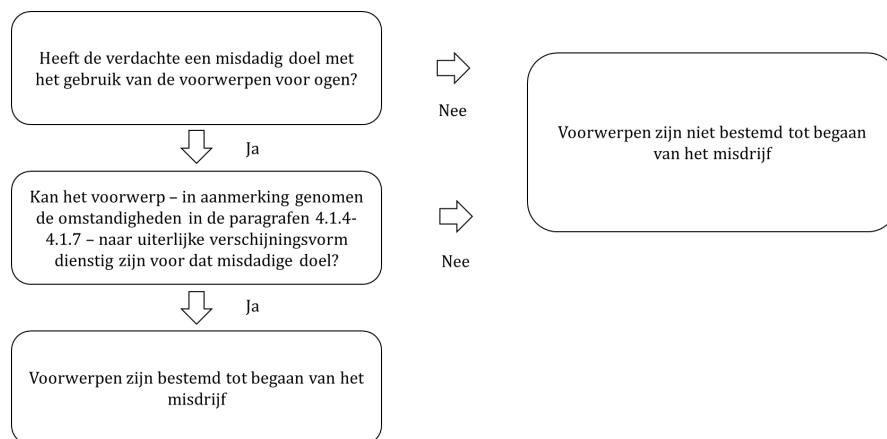 Heeft de verdachte een misdadig doel met
het gebruik van de voorwerpen voor ogen?
Nee
Voorwerpen zijn niet bestemd tot begaan
van het misdrijf
Ja
Kan het voorwerp – in aanmerking genomen
de omstandigheden in de paragrafen 4.1.4-
4.1.7 – naar uiterlijke verschijningsvorm
dienstig zijn voor dat misdadige doel?
Nee
Ja
Voorwerpen zijn bestemd tot begaan van het
misdrijf